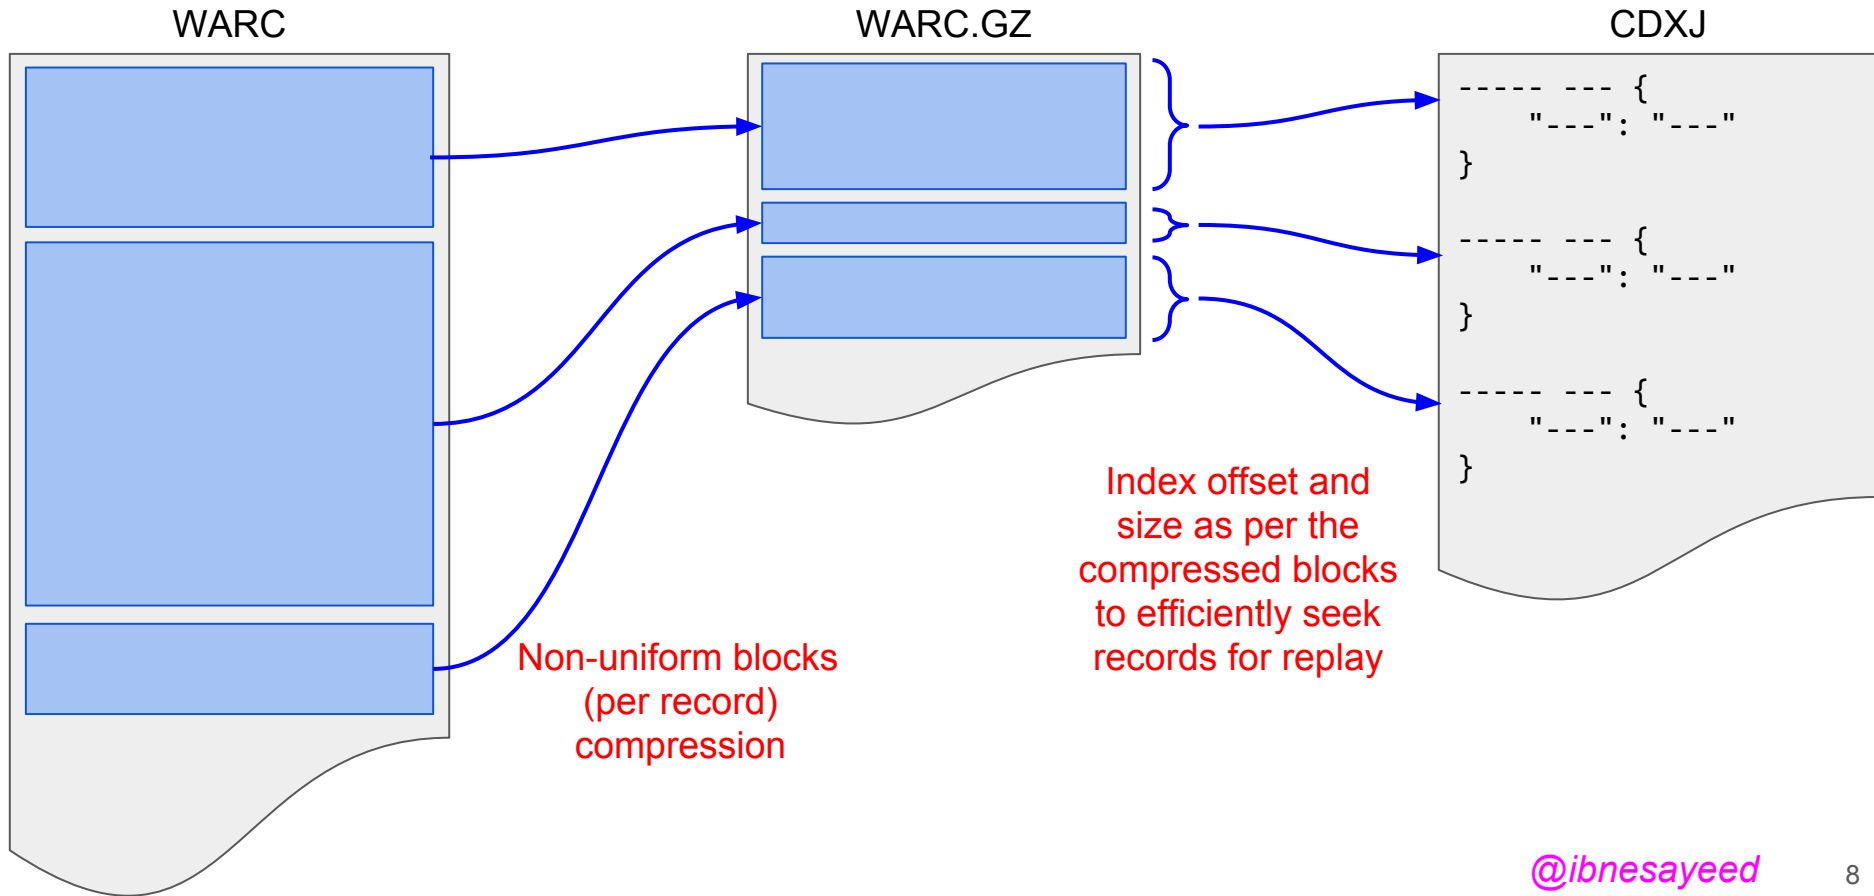 WARC
WARC.GZ
CDXJ
----- --- {
"---": "---"
}
----- --- {
"---": "---"
}
----- --- {
"---": "---"
}
Non-uniform blocks
(per record)
compression
Index offset and
size as per the
compressed blocks
to efficiently seek
records for replay
@ibnesayeed
8